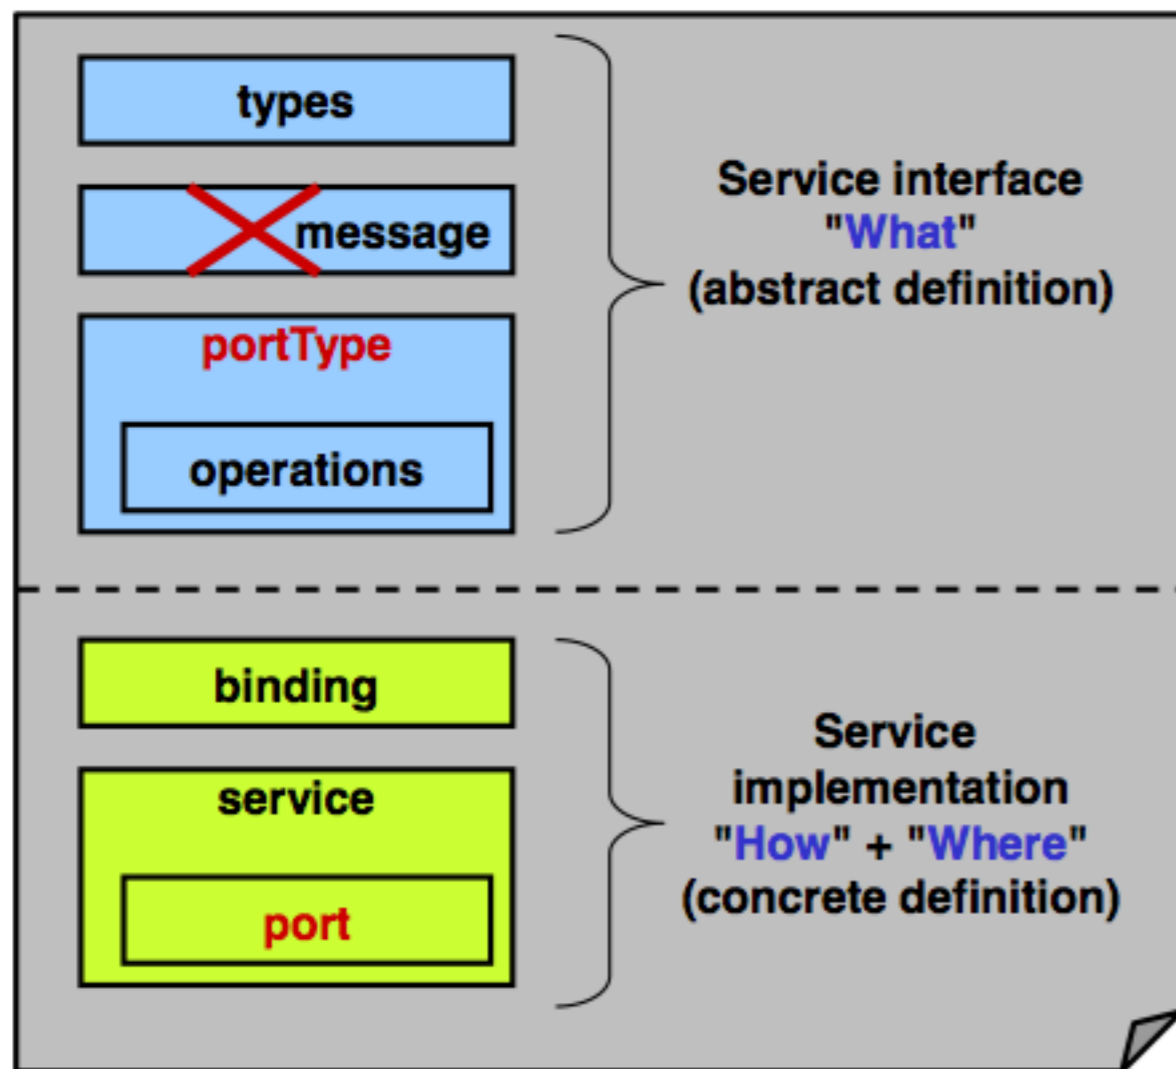 types
message
portType
operations
Service interface
"What"
(abstract definition)
binding
service
port
Service
implementation
"How" + "Where"
(concrete definition)